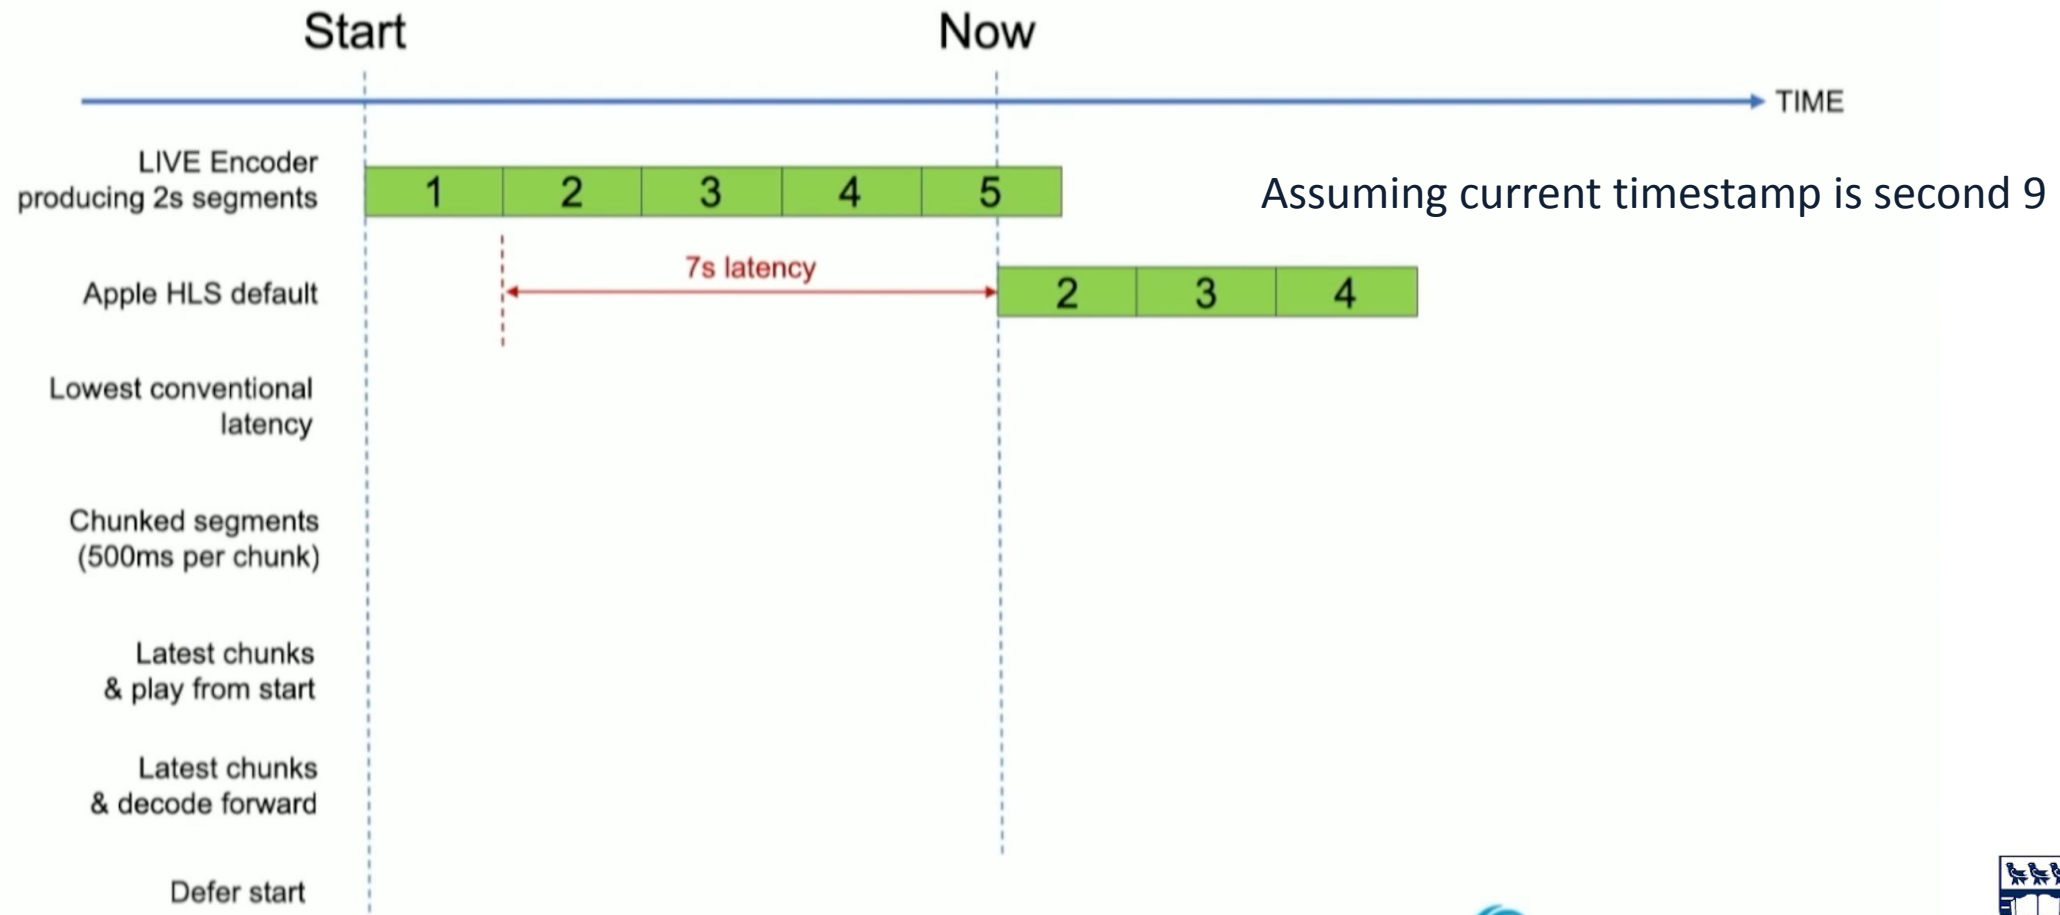 Start
Now
TIME
LIVE Encoder
producing 2s segments
1 2 3 4 5
Assuming current timestamp is second 9
7s latency
Apple HLS default
2 3 4
Lowest conventional
latency
Chunked segments
(500ms per chunk)
Latest chunks
& play from start
Latest chunks
& decode forward
Defer start